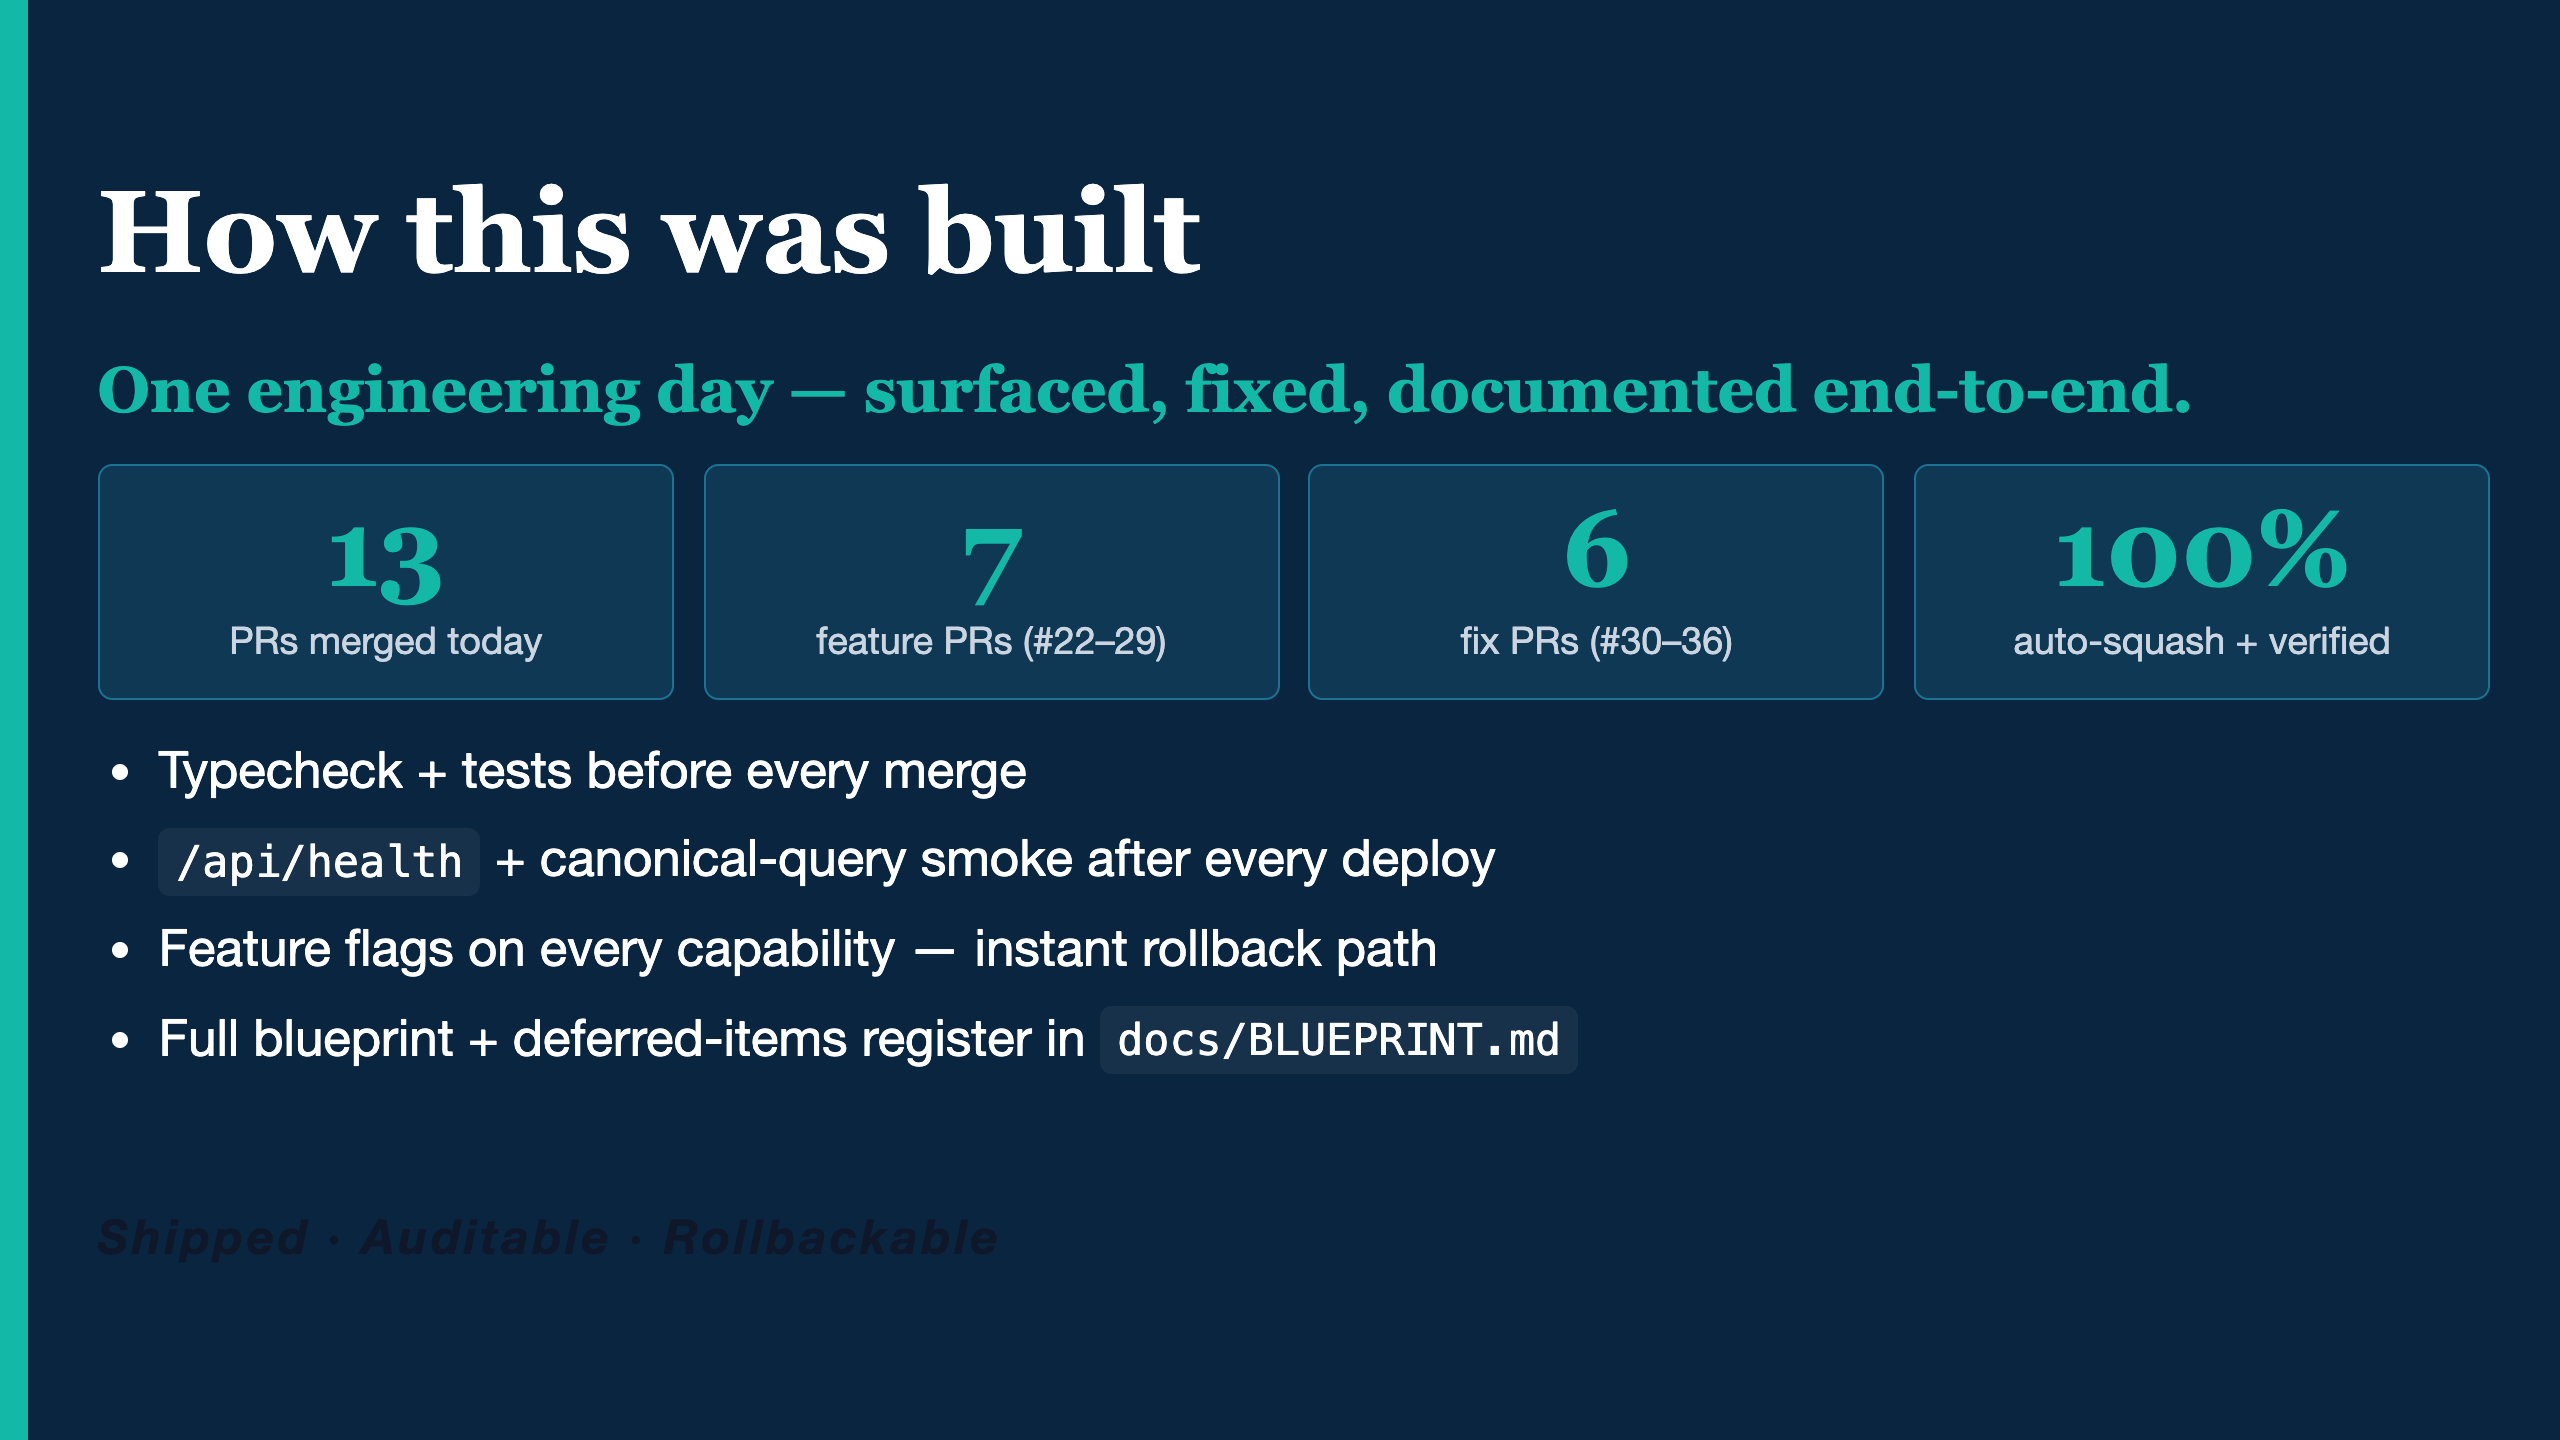 How this was built
One engineering day — surfaced, fixed, documented end-to-end.
13
PRs merged today
7
feature PRs (#22–29)
6
fix PRs (#30–36)
100%
auto-squash + verified
• Typecheck + tests before every merge
• /api/health + canonical-query smoke after every deploy
• Feature flags on every capability — instant rollback path
• Full blueprint + deferred-items register in docs/BLUEPRINT.md
Shipped · Auditable · Rollbackable